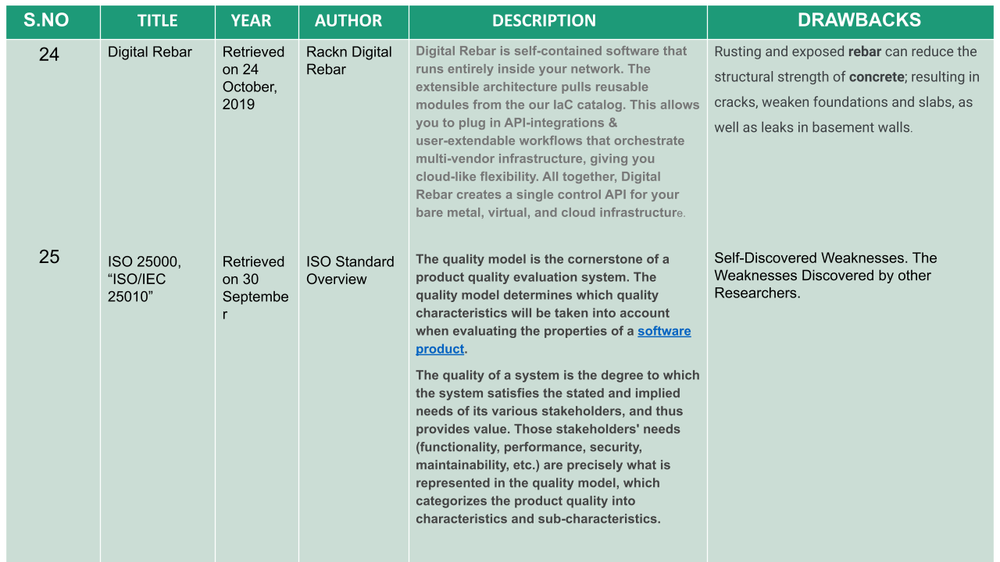 S.NO TITLE YEAR AUTHOR DESCRIPTION DRAWBACKS
24
Digital Rebar
Retrieved
on 24
October,
2019
Rackn Digital
Rebar
Digital Rebar is self-contained software that
runs entirely inside your network. The
extensible architecture pulls reusable
modules from the our IaC catalog. This allows
you to plug in API-integrations &
user-extendable workflows that orchestrate
multi-vendor infrastructure, giving you
cloud-like flexibility. All together, Digital
Rebar creates a single control API for your
bare metal, virtual, and cloud infrastructure.
Rusting and exposed rebar can reduce the
structural strength of concrete; resulting in
cracks, weaken foundations and slabs, as
well as leaks in basement walls.
25
ISO 25000,
“ISO/IEC
25010”
Retrieved
on 30
Septembe
r
ISO Standard
Overview
The quality model is the cornerstone of a
product quality evaluation system. The
quality model determines which quality
characteristics will be taken into account
when evaluating the properties of a software
product.
The quality of a system is the degree to which
the system satisfies the stated and implied
needs of its various stakeholders, and thus
provides value. Those stakeholders' needs
(functionality, performance, security,
maintainability, etc.) are precisely what is
represented in the quality model, which
categorizes the product quality into
characteristics and sub-characteristics.
Self-Discovered Weaknesses. The
Weaknesses Discovered by other
Researchers.